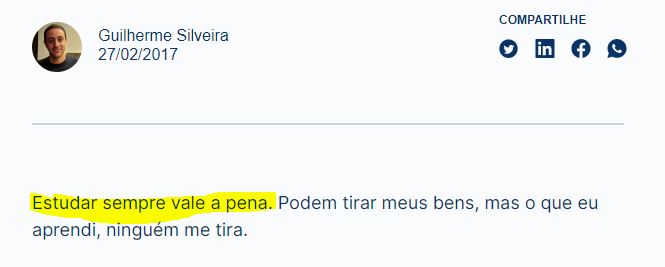 Guilherme Silveira
27/02/2017
COMPARTILHE
Estudar sempre vale a pena. Podem tirar meus bens, mas o que eu
aprendi, ninguém me tira.